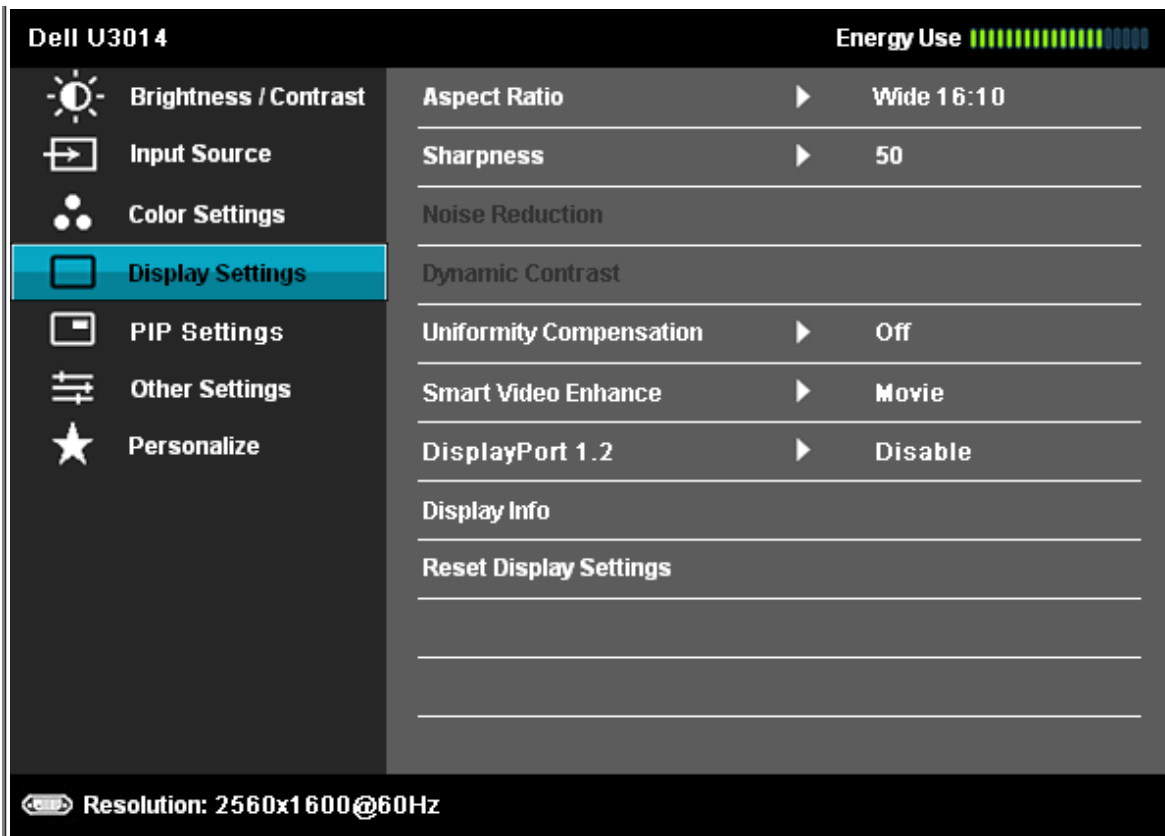 Dell U3014 Energy Use
Brightness / Contrast Aspect Ratio Wide 16:10
Input Source Sharpness 50
Color Settings Noise Reduction
Display Settings Dynamic Contrast
PIP Settings Uniformity Compensation Off
Other Settings Smart Video Enhance Movie
Personalize DisplayPort 1.2 Disable
Display Info
Reset Display Settings
Resolution: 2560x1600@60Hz